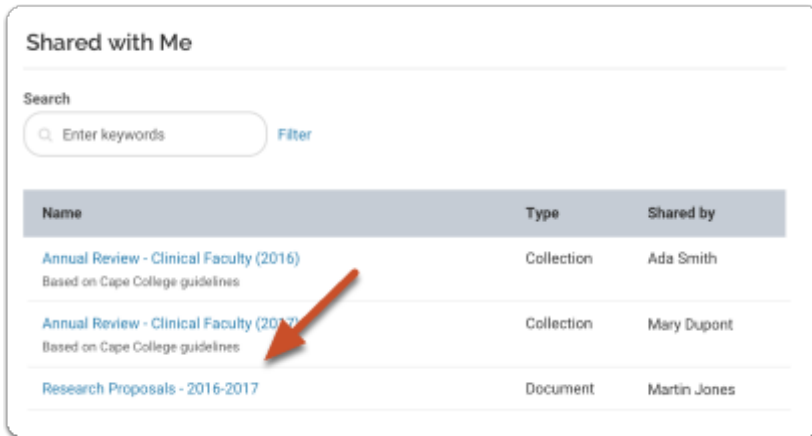 Shared with Me
Search
Enter keywords Filter
Name Type Shared by
Annual Review - Clinical Faculty (2016) Collection Ada Smith
Based on Cape College guidelines
Annual Review - Clinical Faculty (2017) Collection Mary Dupont
Based on Cape College guidelines
Research Proposals - 2016-2017 Document Martin Jones